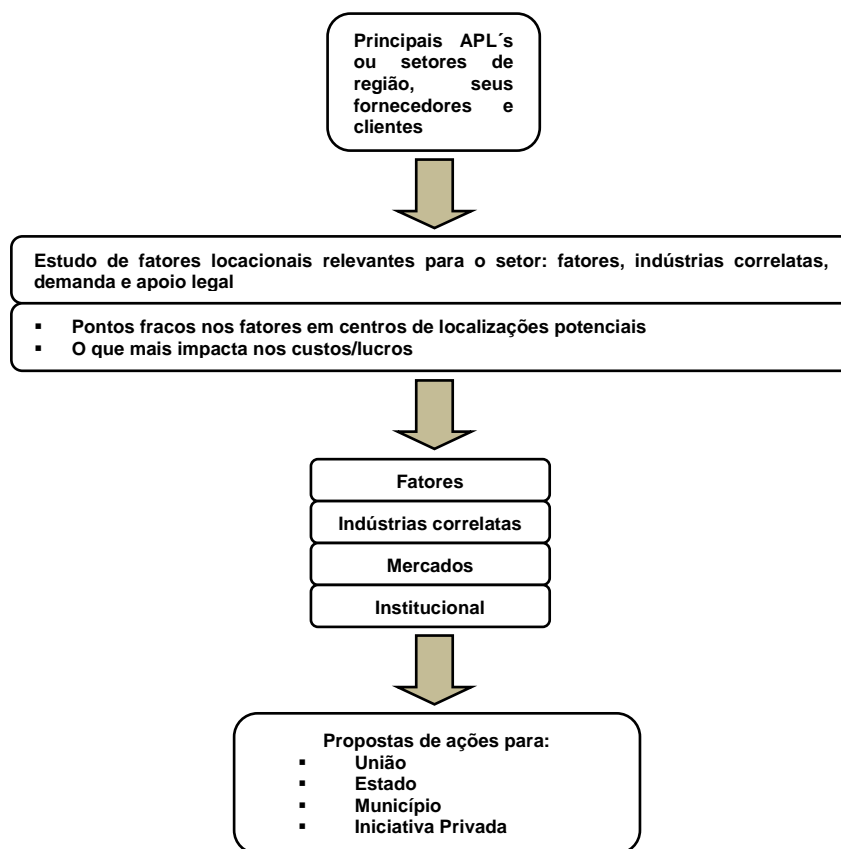 Principais APL´s
ou setores de
região, seus
fornecedores e
clientes
Estudo de fatores locacionais relevantes para o setor: fatores, indústrias correlatas,
demanda e apoio legal
▪ Pontos fracos nos fatores em centros de localizações potenciais
▪ O que mais impacta nos custos/lucros
Fatores
Indústrias correlatas
Mercados
Institucional
Propostas de ações para:
▪ União
▪ Estado
▪ Município
▪ Iniciativa Privada